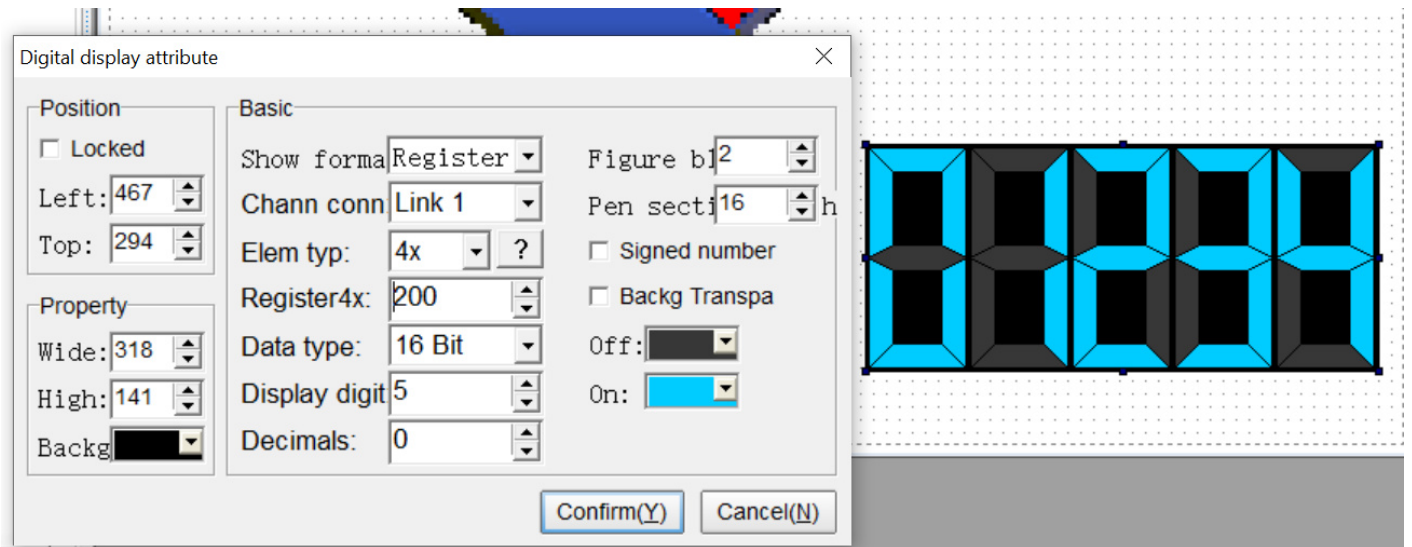 Digital display attribute
Position
Locked
Left: 467
Top: 294
Property
Wide: 318
High: 141
Backg
Basic
Show forma Register
Chann conn Link 1
Elem typ: 4x ?
Register4x: 200
Data type: 16 Bit
Display digit 5
Decimals: 0
Figure bl 2
Pen secti 16 h
Signed number
Backg Transpa
Off:
On:
Confirm(Y) Cancel(N)
01234